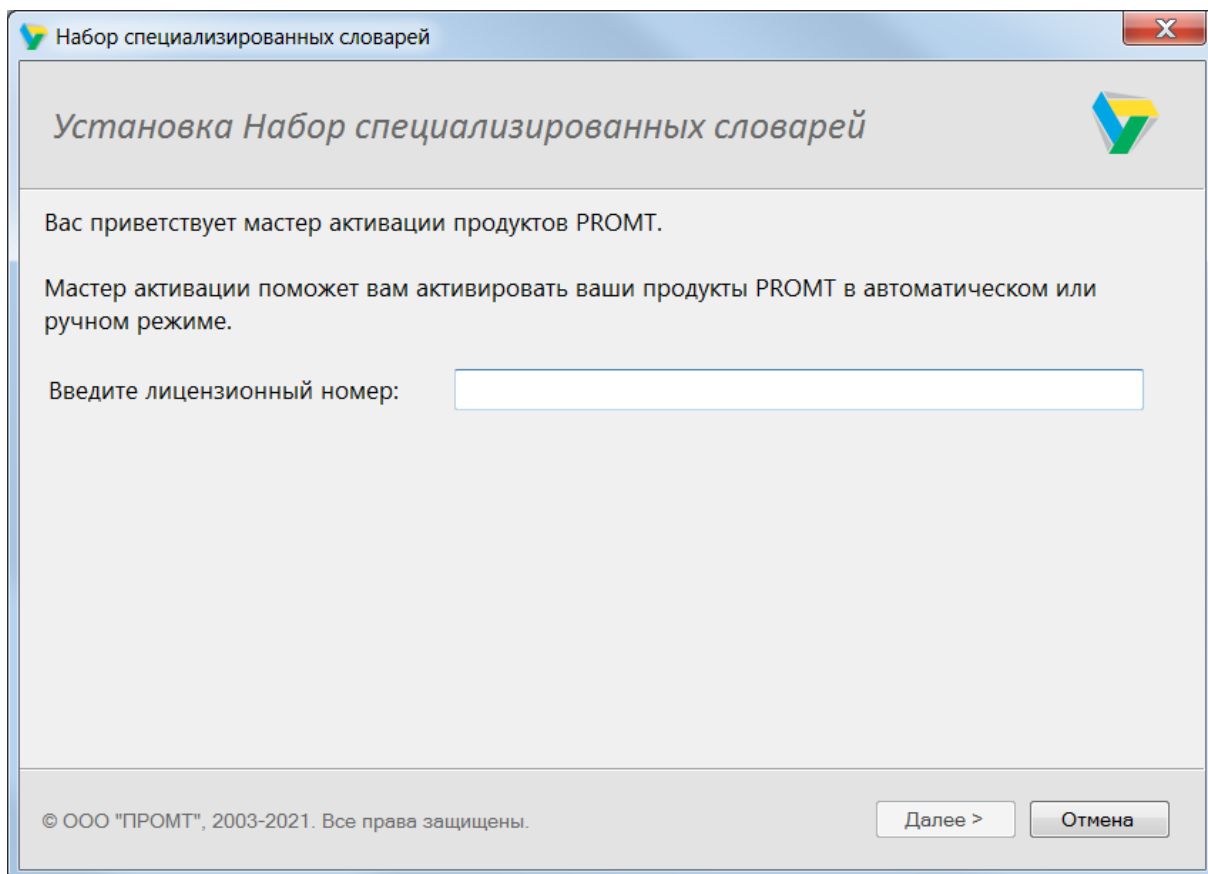 Набор специализированных словарей
Установка Набор специализированных словарей
Вас приветствует мастер активации продуктов PROMT.
Мастер активации поможет вам активировать ваши продукты PROMT в автоматическом или
ручном режиме.
Введите лицензионный номер:
© ООО "ПРОМТ", 2003-2021. Все права защищены.
Далее >
Отмена